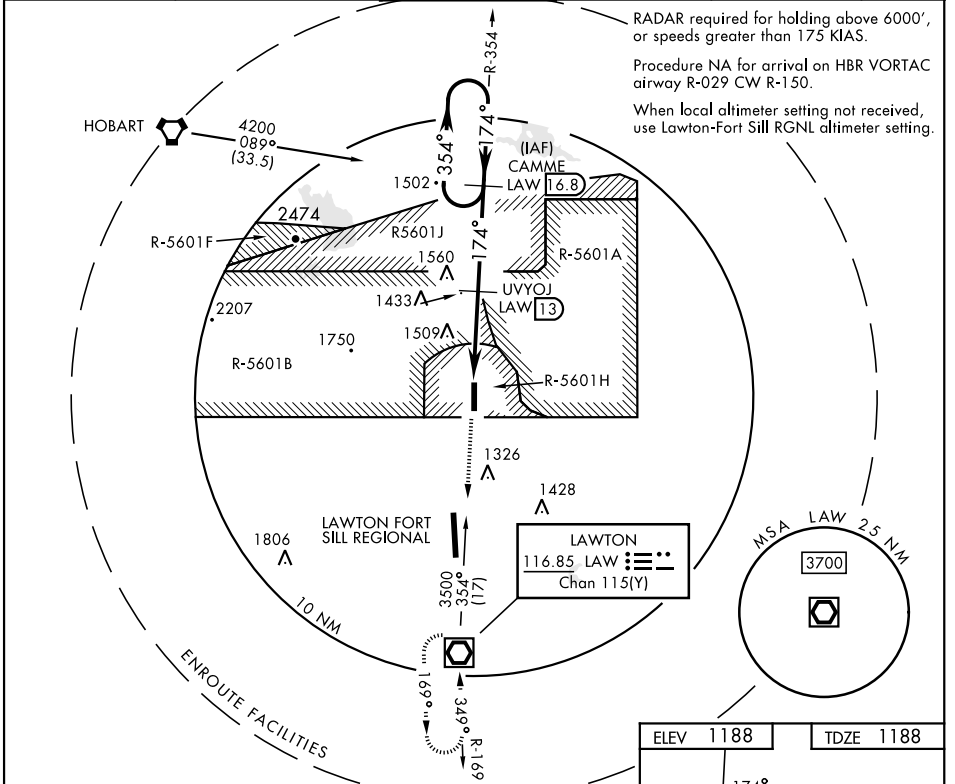 RADAR required for holding above 6000',
or speeds greater than 175 KIAS.
Procedure NA for arrival on HBR VORTAC
airway R-029 CW R-150.
When local altimeter setting not received,
use Lawton-Fort Sill RGNL altimeter setting.
R-354
HOBART
4200
089°
(33.5)
354°
174°
(IAF)
CAMME
LAW 16.8
1502
2474
R-5601F
R5601J
174°
R-5601A
1560
UVYOJ
LAW 13
1433
2207
1509
1750
R-5601B
R-5601H
1326
1428
LAWTON FORT
SILL REGIONAL
1806
LAWTON
116.85 LAW
Chan 115(Y)
3500
354°
(17)
MSA LAW 25 NM
3700
10 NM
ENROUTE FACILITIES
169°
349°
R-169
ELEV 1188
TDZE 1188
174°